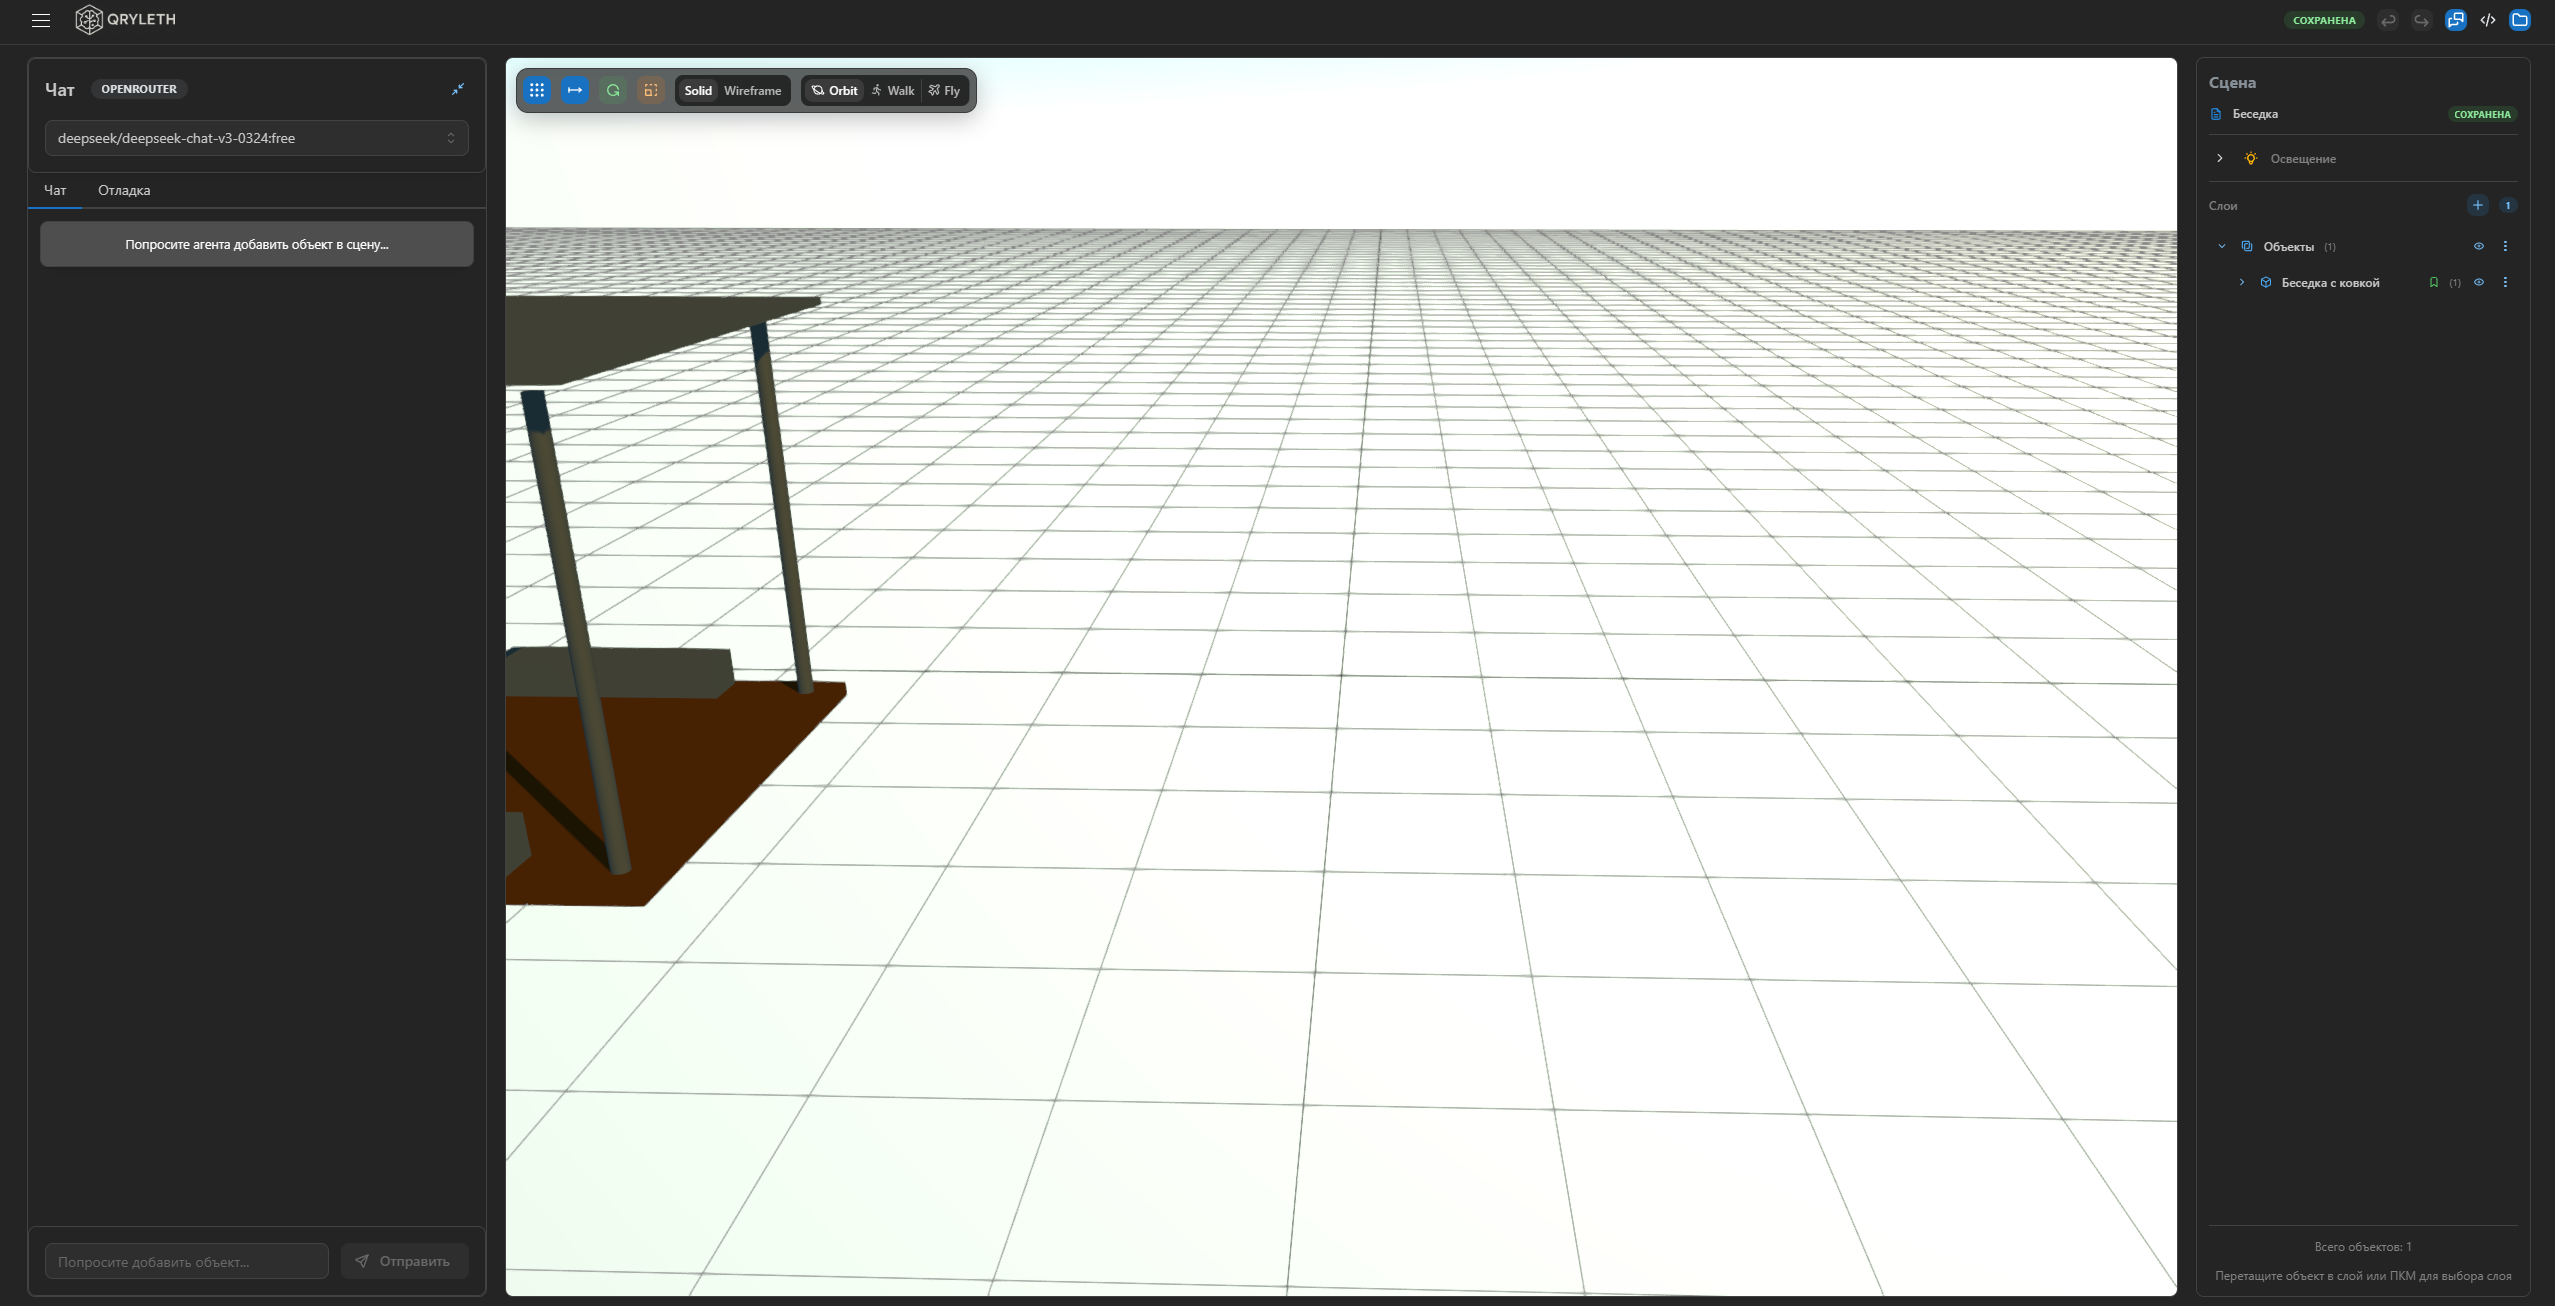 QRYLETH
СОХРАНЕНА
Чат OPENROUTER
deepseek/deepseek-chat-v3-0324:free
Чат Отладка
Попросите агента добавить объект в сцену...
Попросите добавить объект...
Отправить
Solid Wireframe Orbit Walk Fly
Сцена
Беседка СОХРАНЕНА
Освещение
Слои 1
Объекты (1)
Беседка с ковкой (1)
Всего объектов: 1
Перетащите объект в слой или ПКМ для выбора слоя